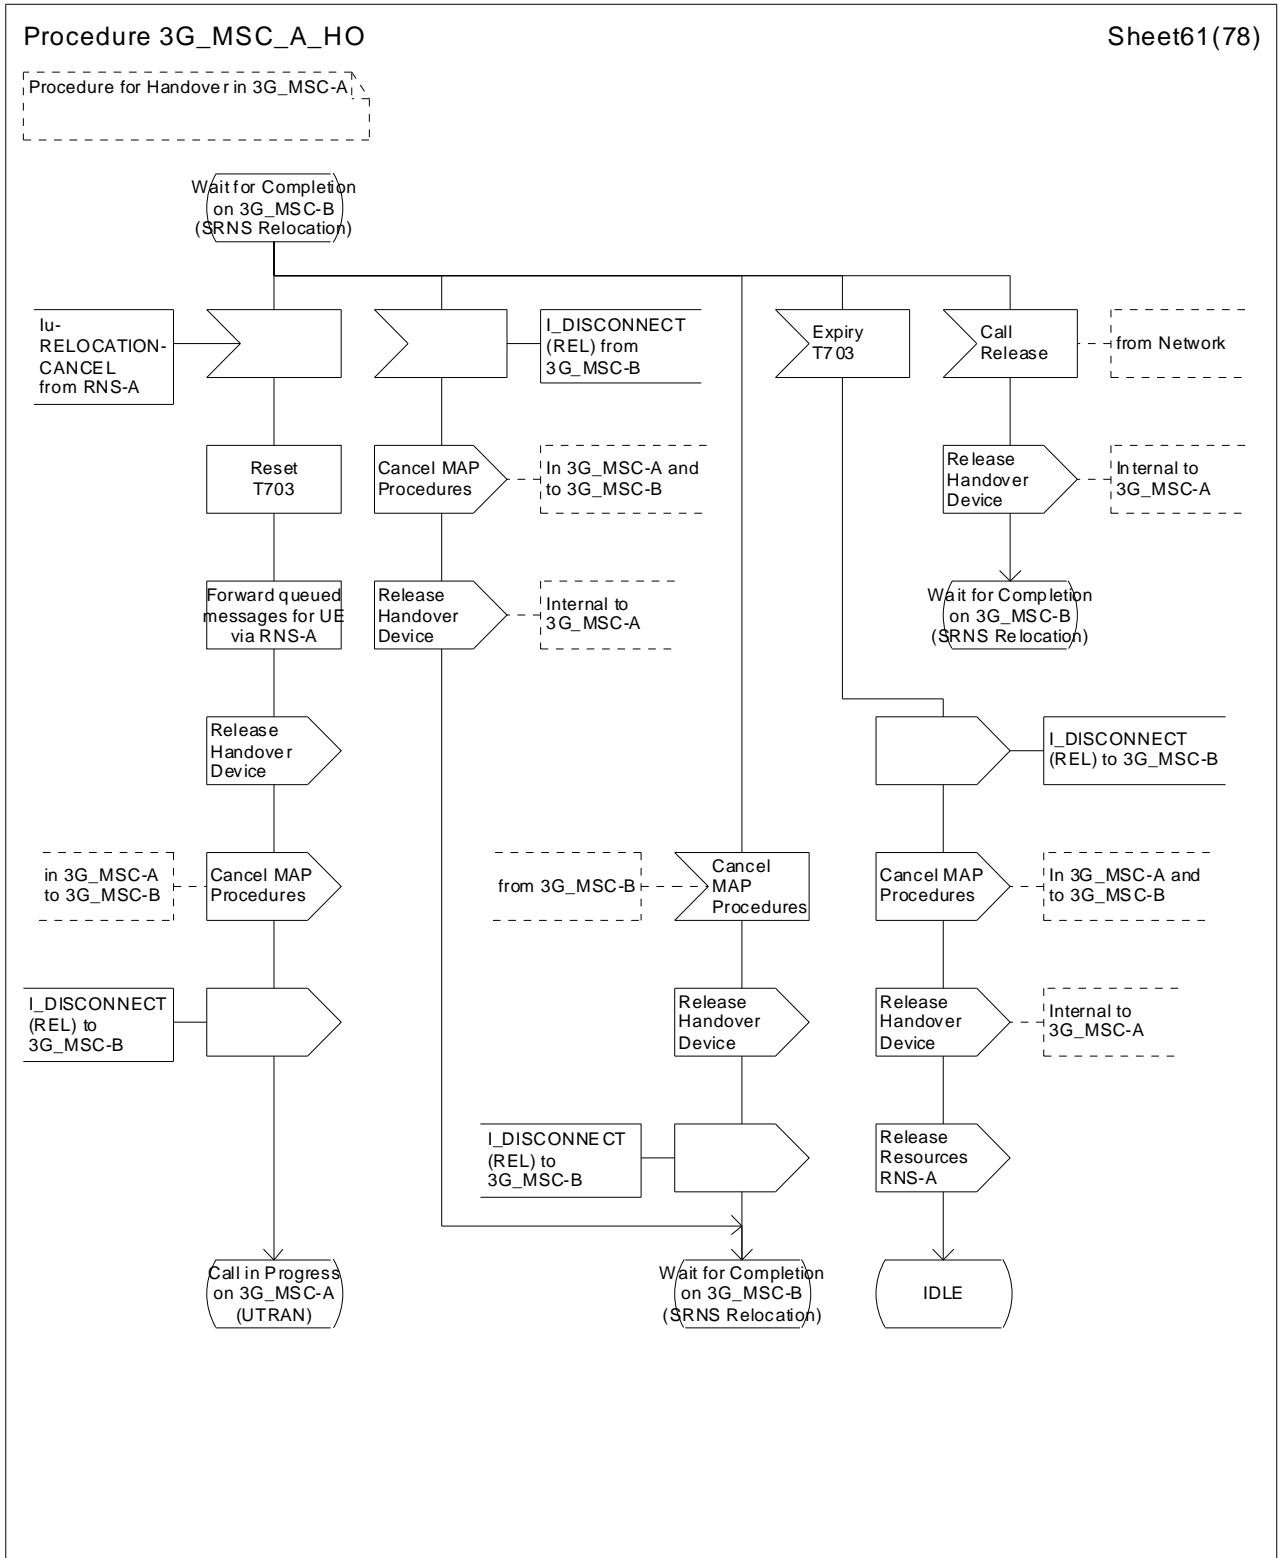 Procedure 3G_MSC_A_HO
Sheet61(78)
Procedure for Handover in 3G_MSC-A
Wait for Completion
on 3G_MSC-B
(SRNS Relocation)
Iu-
RELOCATION-
CANCEL
from RNS-A
I_DISCONNECT
(REL) from
3G_MSC-B
Expiry
T703
Call
Release
from Network
Reset
T703
Cancel MAP
Procedures
In 3G_MSC-A and
to 3G_MSC-B
Release
Handover
Device
Internal to
3G_MSC-A
Forward queued
messages for UE
via RNS-A
Release
Handover
Device
Internal to
3G_MSC-A
Wait for Completion
on 3G_MSC-B
(SRNS Relocation)
Release
Handover
Device
I_DISCONNECT
(REL) to 3G_MSC-B
in 3G_MSC-A
to 3G_MSC-B
Cancel MAP
Procedures
from 3G_MSC-B
Cancel
MAP
Procedures
Cancel MAP
Procedures
In 3G_MSC-A and
to 3G_MSC-B
I_DISCONNECT
(REL) to
3G_MSC-B
Release
Handover
Device
Release
Handover
Device
Internal to
3G_MSC-A
I_DISCONNECT
(REL) to
3G_MSC-B
Release
Resources
RNS-A
Call in Progress
on 3G_MSC-A
(UTRAN)
Wait for Completion
on 3G_MSC-B
(SRNS Relocation)
IDLE